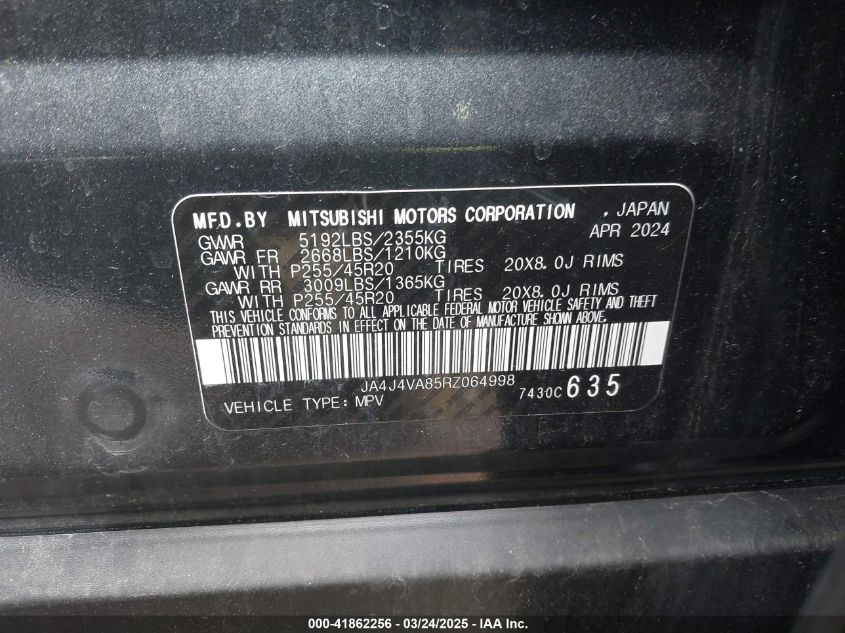 MFD.BY MITSUBISHI MOTORS CORPORATION , JAPAN
GVWR 5192LBS/2355KG APR 2024
GAWR FR 2668LBS/1210KG
WITH P255/45R20 TIRES 20X8.0J RIMS
GAWR RR 3009LBS/1365KG
WITH P255/45R20 TIRES 20X8.0J RIMS
THIS VEHICLE CONFORMS TO ALL APPLICABLE FEDERAL MOTOR VEHICLE SAFETY AND THEFT
PREVENTION STANDARDS IN EFFECT ON THE DATE OF MANUFACTURE SHOWN ABOVE.
JA4J4VA85RZ064998
VEHICLE TYPE: MPV 7430C 635
000-41862256 - 03/24/2025 - IAA Inc.